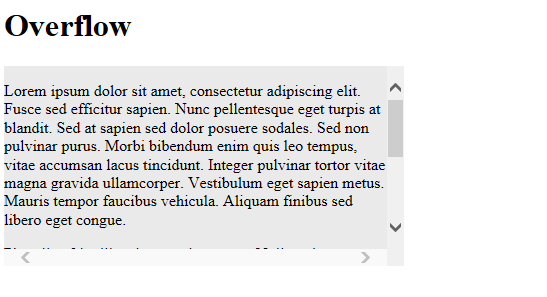 Overflow
Lorem ipsum dolor sit amet, consectetur adipiscing elit.
Fusce sed efficitur sapien. Nunc pellentesque eget turpis at
blandit. Sed at sapien sed dolor posuere sodales. Sed non
pulvinar purus. Morbi bibendum enim quis leo tempus,
vitae accumsan lacus tincidunt. Integer pulvinar tortor vitae
magna gravida ullamcorper. Vestibulum eget sapien metus.
Mauris tempor faucibus vehicula. Aliquam finibus sed
libero eget congue.